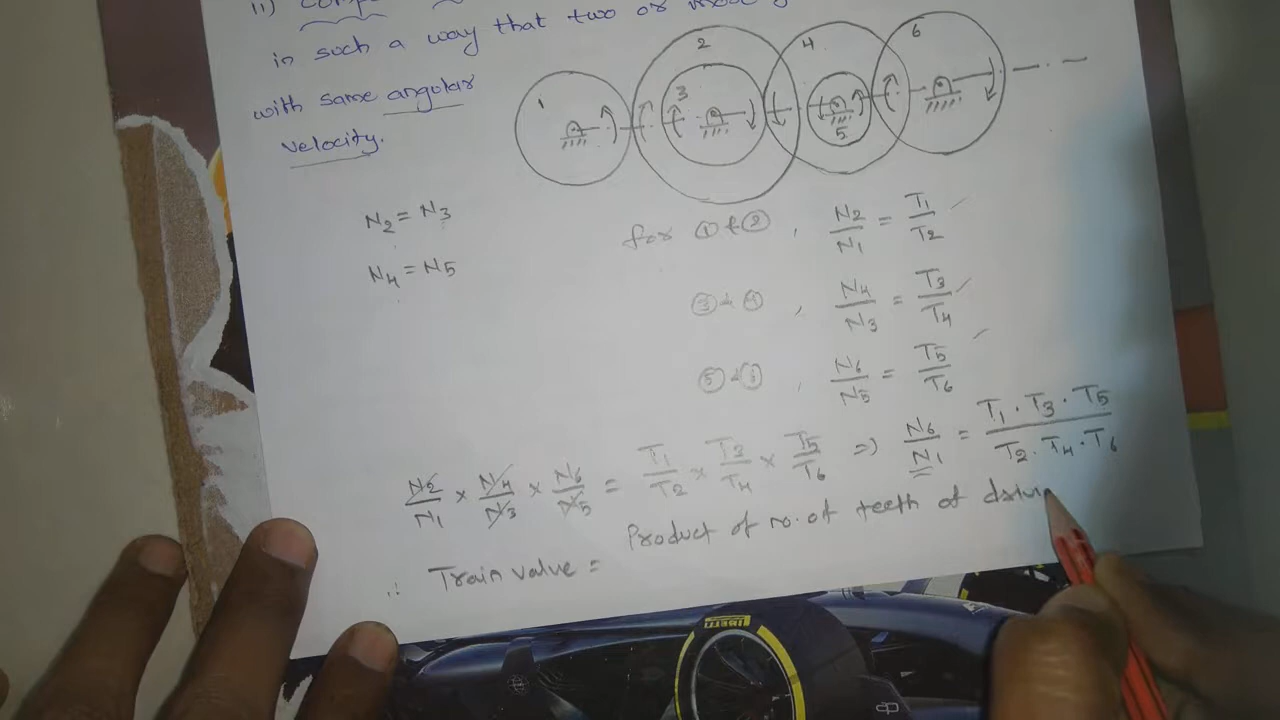 ii)
in such a way that two or
with same angular
velocity.
1 2 3 4 5 6
N2 = N3
N4 = N5
for ① & ② , N2/N1 = T1/T2
③ & ④ , N4/N3 = T3/T4
⑤ & ⑥ , N6/N5 = T5/T6
N2/N1 × N4/N3 × N6/N5 = T1/T2 × T3/T4 × T5/T6 => N6/N1 = T1 . T3 . T5 / T2 . T4 . T6
∴ Train value = Product of no. of teeth of
PIRELLI